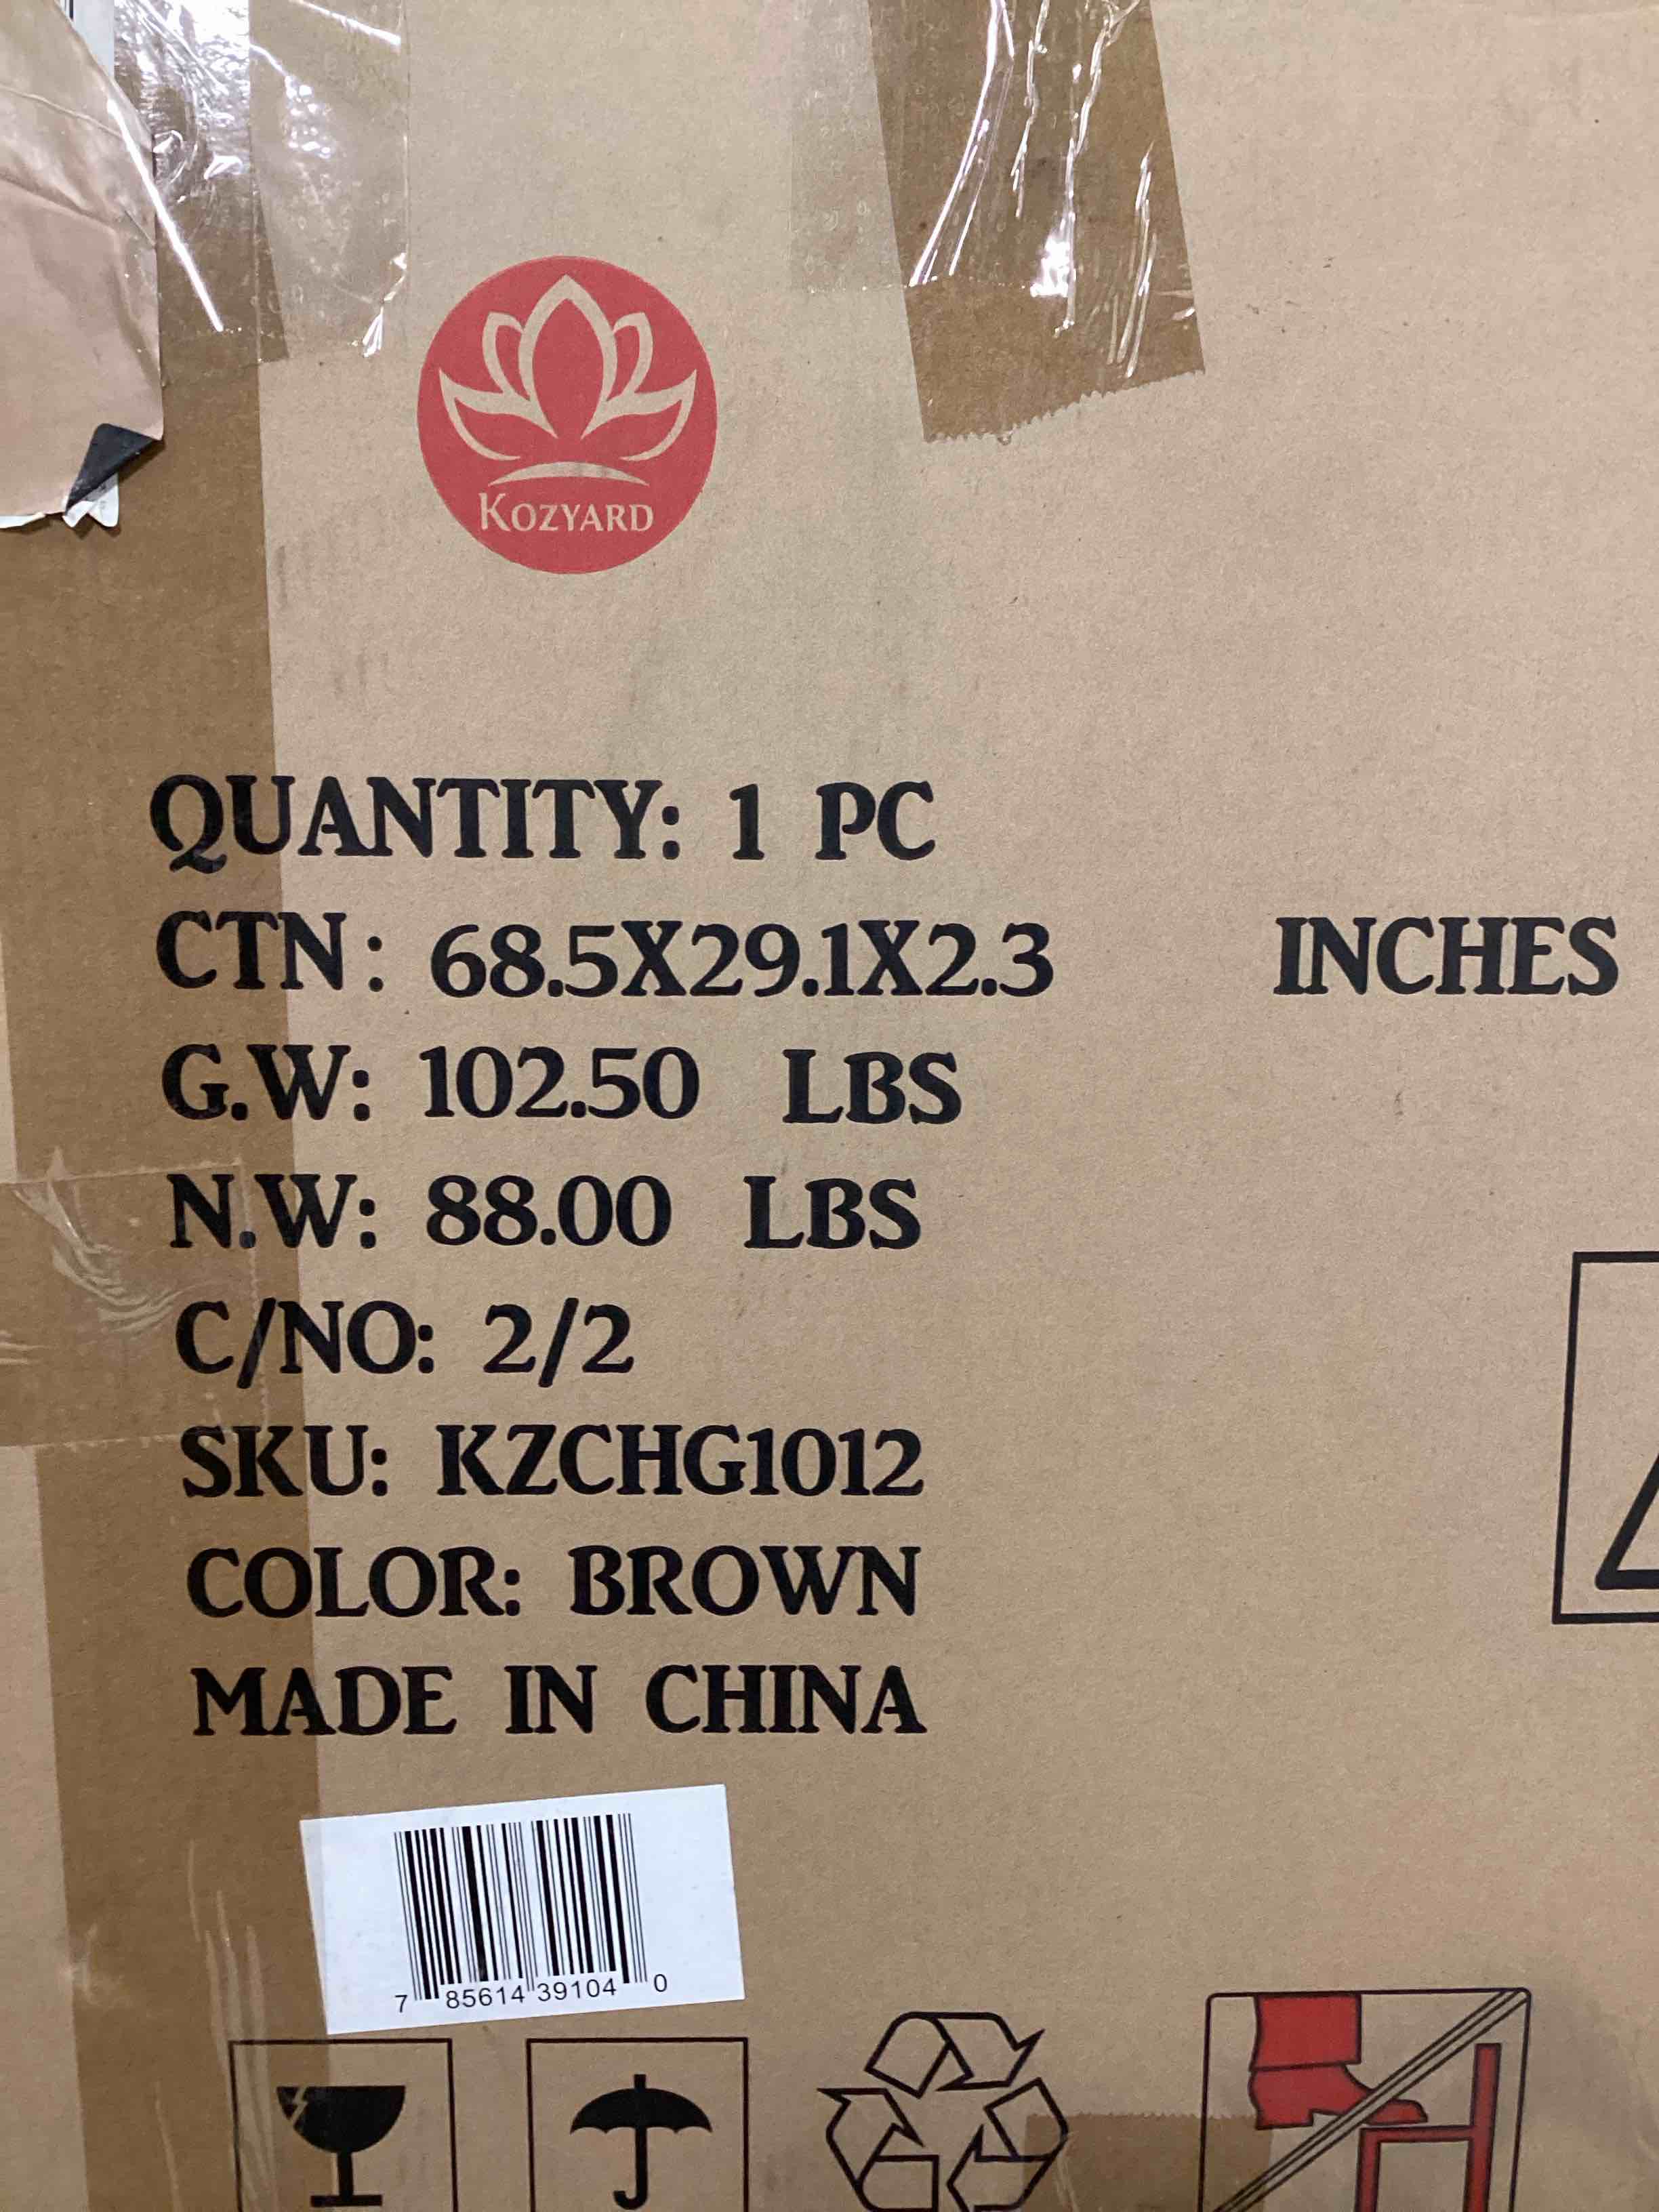 KOZYARD
QUANTITY: 1 PC
CTN: 68.5X29.1X2.3 INCHES
G.W: 102.50 LBS
N.W: 88.00 LBS
C/NO: 2/2
SKU: KZCHG1012
COLOR: BROWN
MADE IN CHINA
7 85614 39104 0